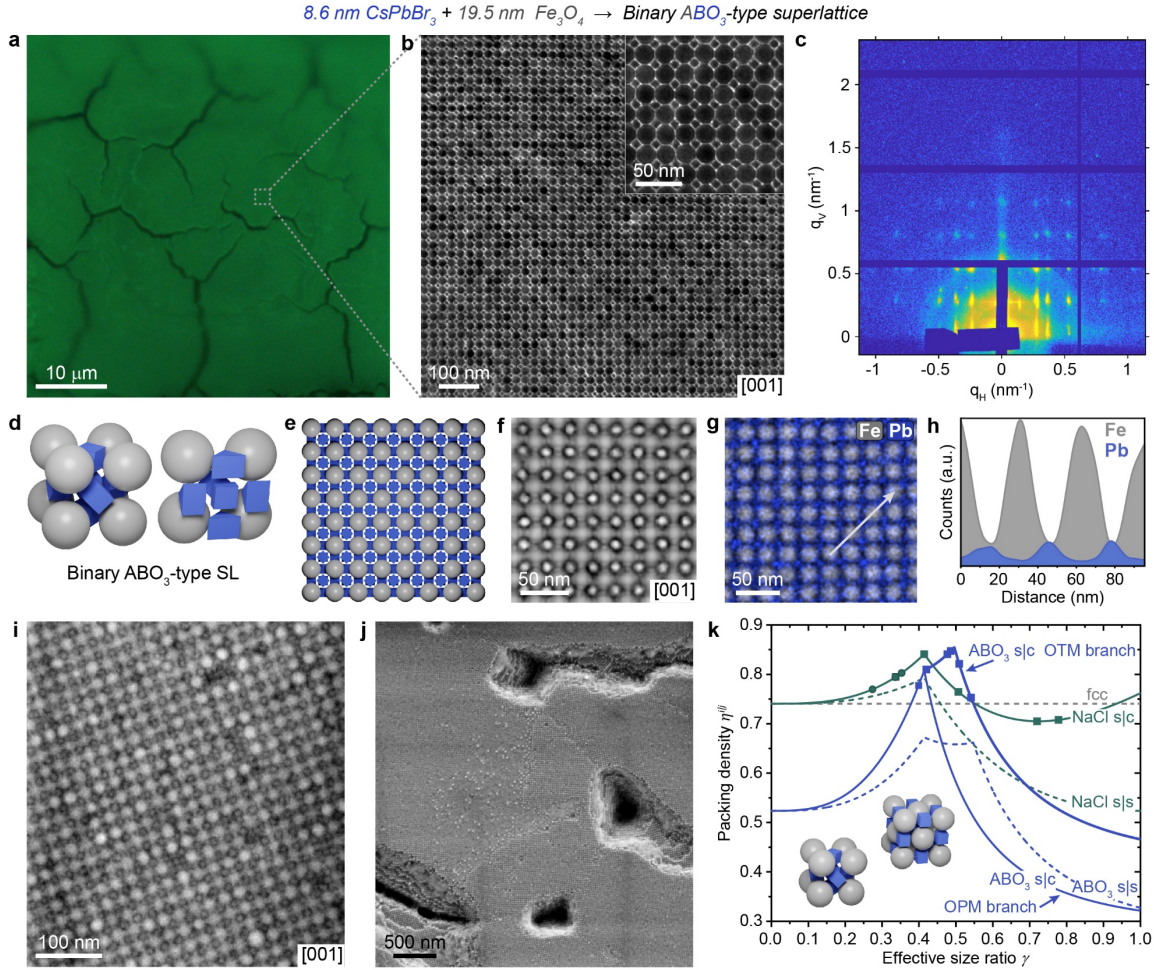 8.6 nm CsPbBr₃ + 19.5 nm Fe₃O₄ → Binary ABO₃-type superlattice
a
10 μm
b
50 nm
100 nm
[001]
c
2
1.5
1
0.5
0
qV (nm⁻¹)
-1
-0.5
0
0.5
1
qH (nm⁻¹)
d
Binary ABO₃-type SL
e
f
50 nm
[001]
g
Fe Pb
50 nm
h
Fe
Pb
Counts (a.u.)
0 20 40 60 80
Distance (nm)
i
100 nm
[001]
j
500 nm
k
0.9
0.8
0.7
0.6
0.5
0.4
0.3
Packing density ηⁱ|ʲ
ABO₃ s|c OTM branch
fcc
NaCl s|c
NaCl s|s
ABO₃ s|c
ABO₃ s|s
OPM branch
0.0 0.1 0.2 0.3 0.4 0.5 0.6 0.7 0.8 0.9 1.0
Effective size ratio γ